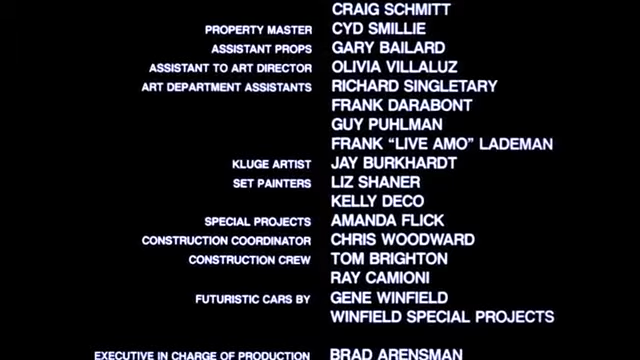 CRAIG SCHMITT
PROPERTY MASTER CYD SMILLIE
ASSISTANT PROPS GARY BAILARD
ASSISTANT TO ART DIRECTOR OLIVIA VILLALUZ
ART DEPARTMENT ASSISTANTS RICHARD SINGLETARY
FRANK DARABONT
GUY PUHLMAN
FRANK “LIVE AMO” LADEMAN
KLUGE ARTIST JAY BURKHARDT
SET PAINTERS LIZ SHANER
KELLY DECO
SPECIAL PROJECTS AMANDA FLICK
CONSTRUCTION COORDINATOR CHRIS WOODWARD
CONSTRUCTION CREW TOM BRIGHTON
RAY CAMIONI
FUTURISTIC CARS BY GENE WINFIELD
WINFIELD SPECIAL PROJECTS
EXECUTIVE IN CHARGE OF PRODUCTION BRAD ARENSMAN